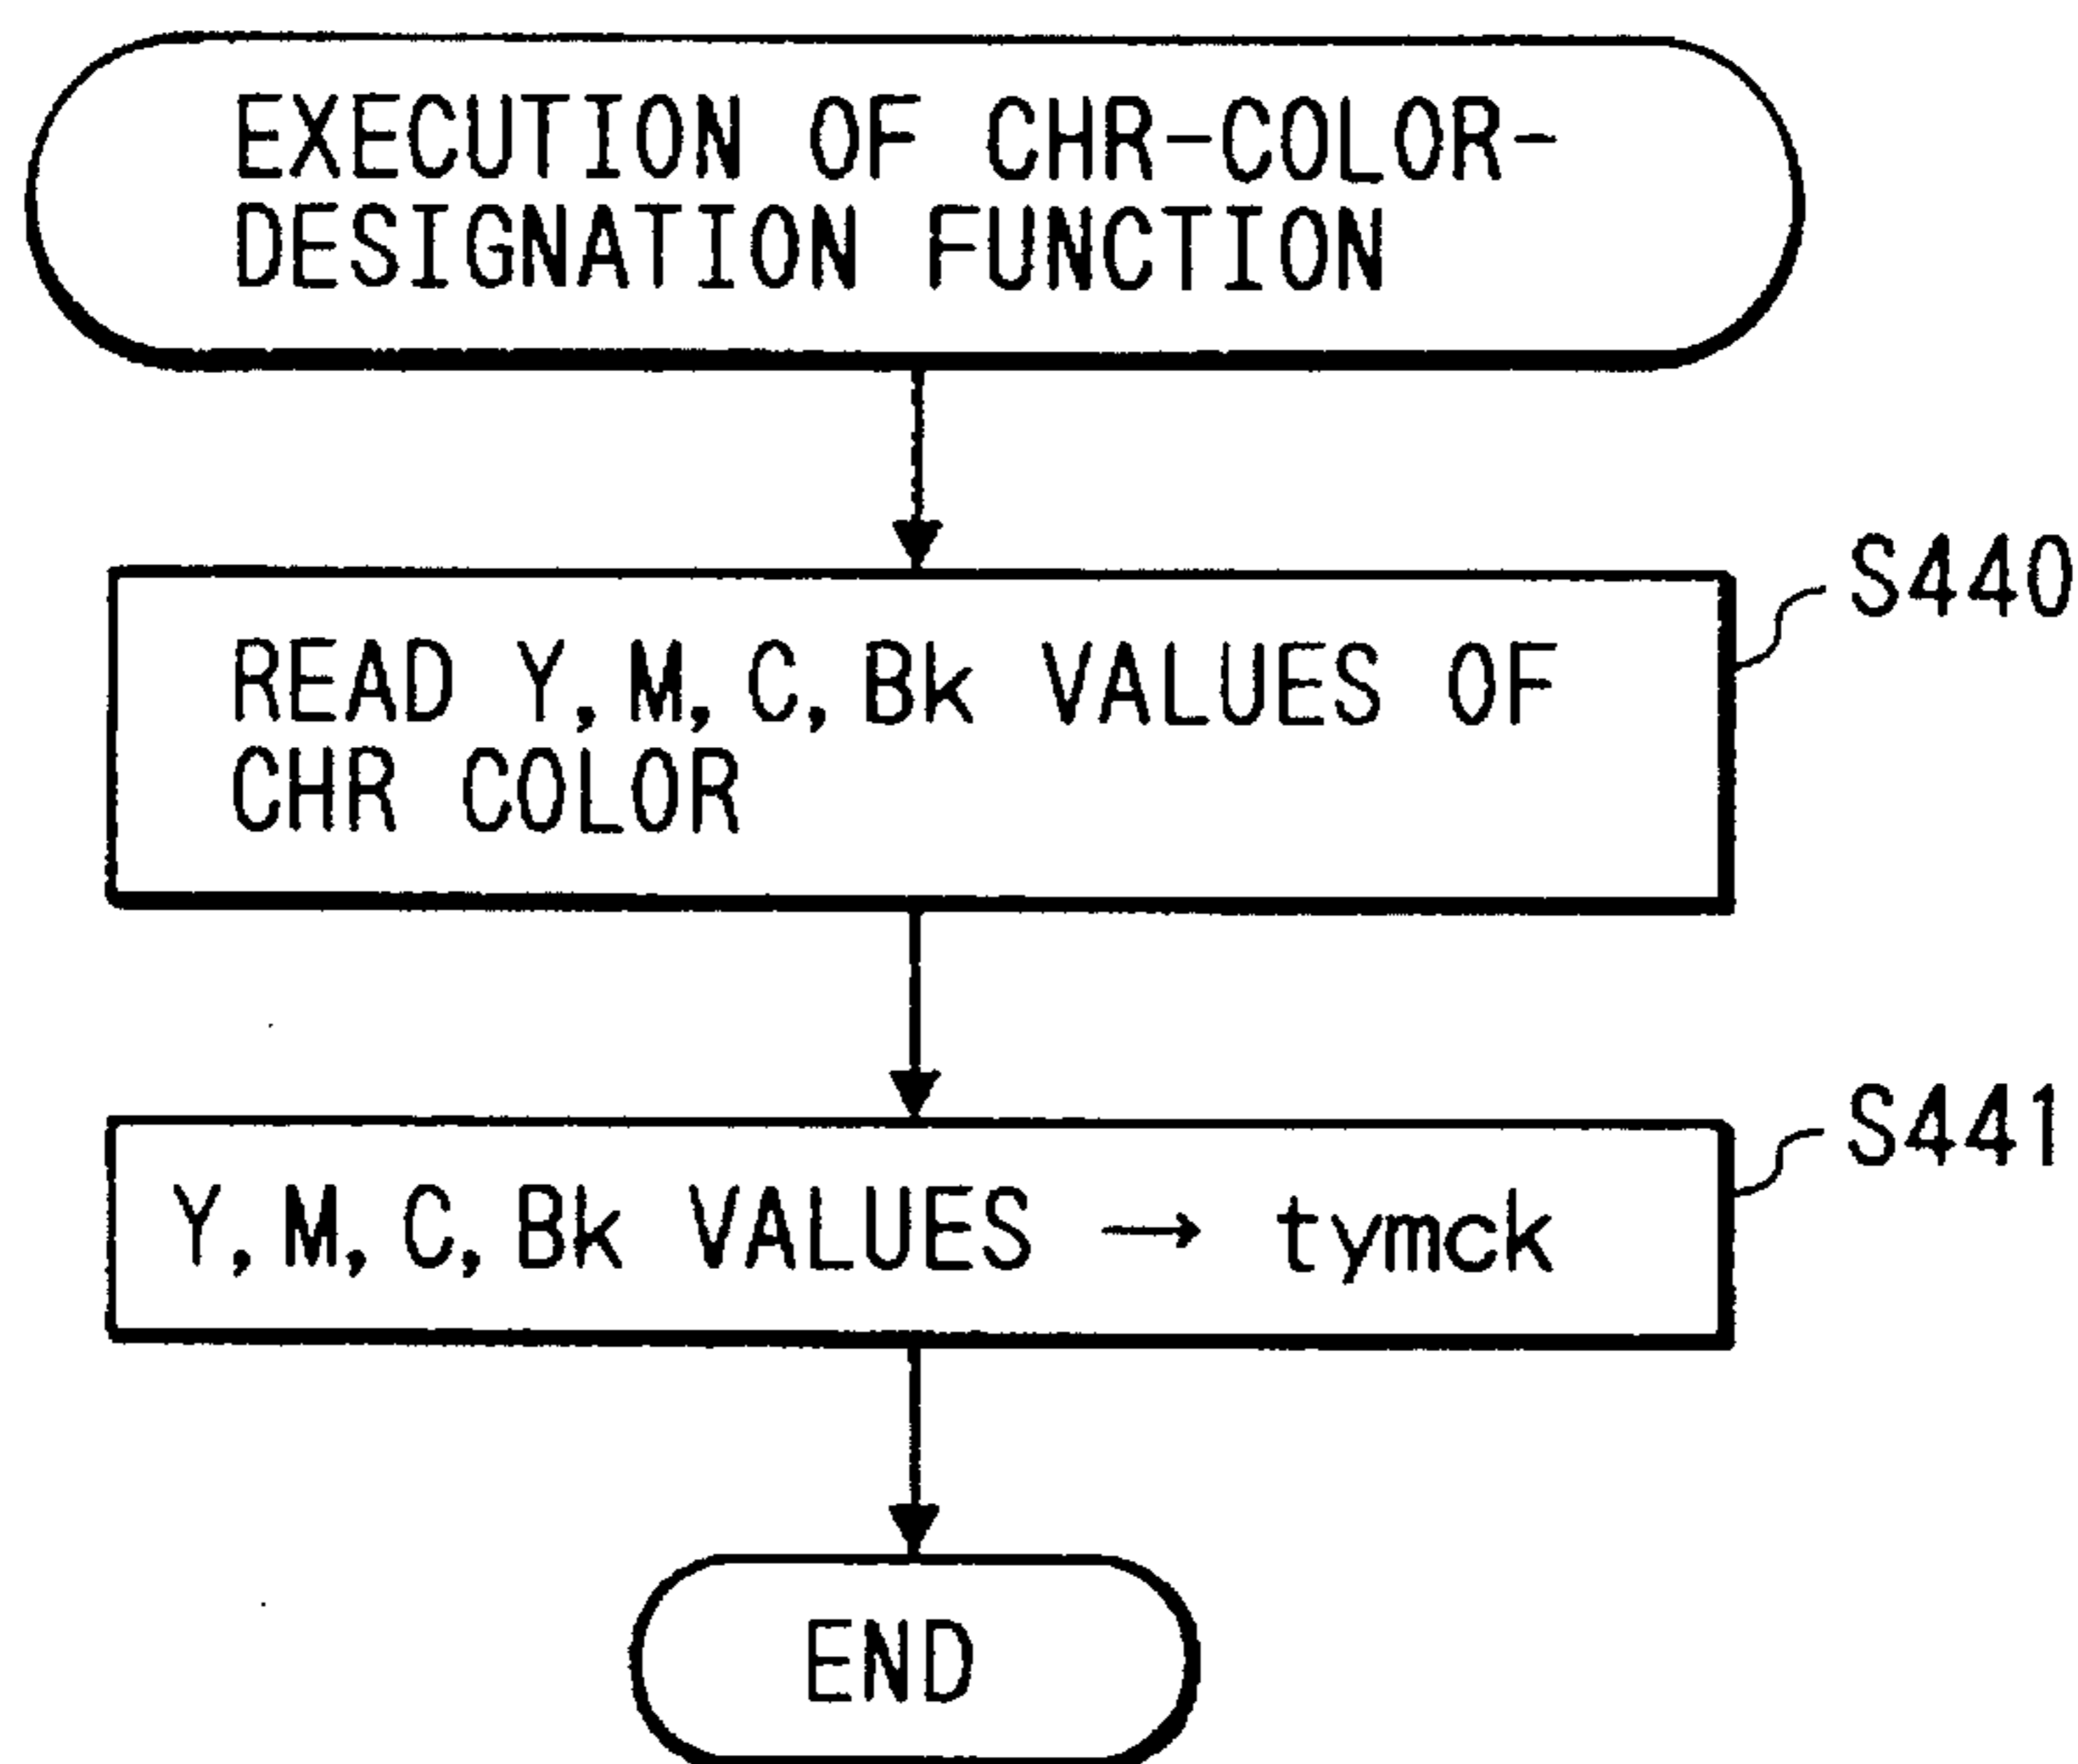 EXECUTION OF CHR-COLOR-
DESIGNATION FUNCTION
S440
READ Y, M, C, Bk VALUES OF
CHR COLOR
S441
Y, M, C, Bk VALUES → tymck
END